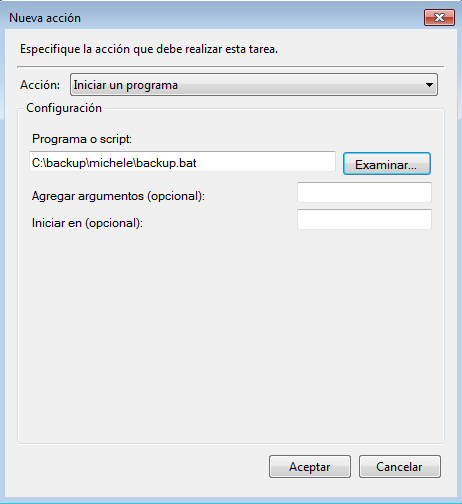 Nueva acción
Especifique la acción que debe realizar esta tarea.
Acción: Iniciar un programa
Configuración
Programa o script:
C:\backup\michele\backup.bat Examinar...
Agregar argumentos (opcional):
Iniciar en (opcional):
Aceptar Cancelar